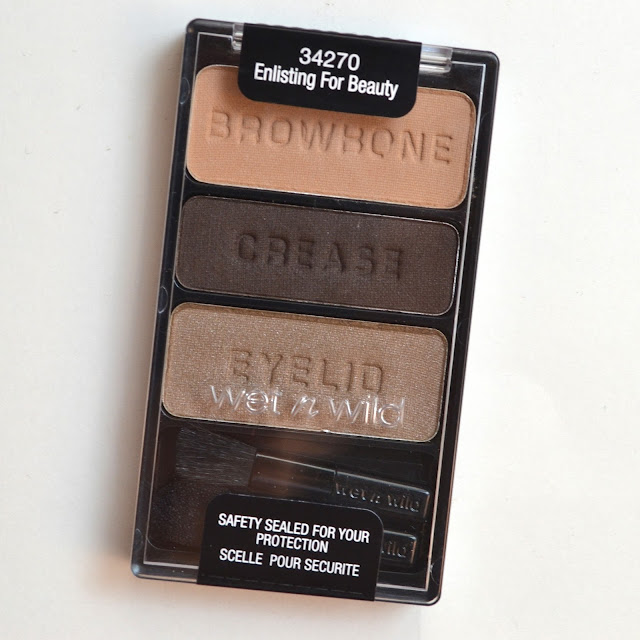 34270
Enlisting For Beauty
BROWBONE
CREASE
EYELID
wet n wild
wet n wild
wild
SAFETY SEALED FOR YOUR
PROTECTION
SCELLE POUR SECURITE